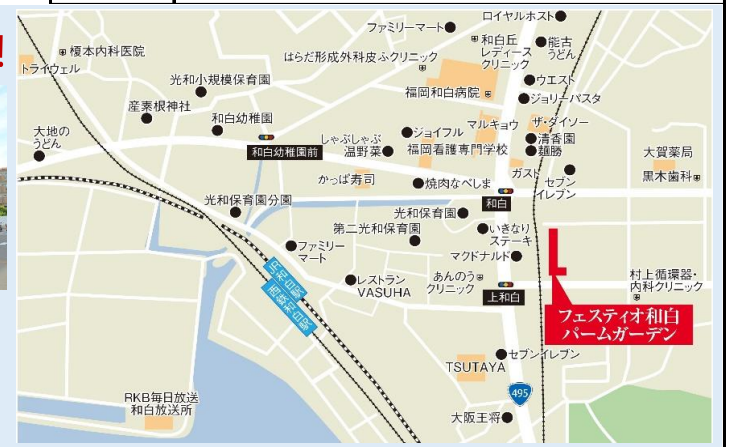 !
ロイヤルホスト
ファミリーマート
榎本内科医院
トライウェル
はらだ形成外科皮ふクリニック
和白丘
レディース
クリニック
能古
うどん
光和小規模保育園
ウエスト
福岡和白病院
ジョリーパスタ
産素根神社
和白幼稚園
大地の
うどん
ジョイフル
マルキョウ
ザ・ダイソー
清香園
麺勝
しゃぶしゃぶ
温野菜
福岡看護専門学校
和白幼稚園前
大賀薬局
黒木歯科
ガスト
セブン
イレブン
かっぱ寿司
焼肉なべしま
和白
光和保育園分園
光和保育園
第二光和保育園
いきなり
ステーキ
ファミリー
マート
マクドナルド
JR和白駅
西鉄和白駅
レストラン
VASUHA
あんのう
クリニック
上和白
村上循環器・
内科クリニック
フェスティオ和白
パームガーデン
セブンイレブン
TSUTAYA
495
RKB毎日放送
和白放送所
大阪王将